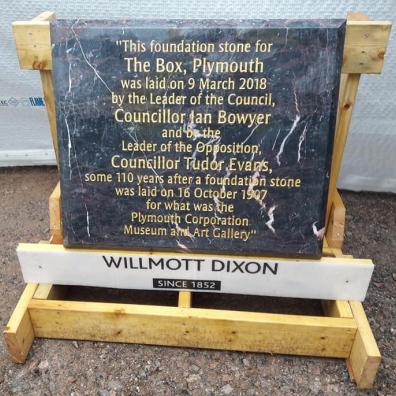 "This foundation stone for
The Box, Plymouth
was laid on 9 March 2018
by the Leader of the Council,
Councillor Ian Bowyer
and by the
Leader of the Opposition,
Councillor Tudor Evans,
some 110 years after a foundation stone
was laid on 16 October 1907
for what was the
Plymouth Corporation
Museum and Art Gallery"
WILLMOTT DIXON
SINCE 1852